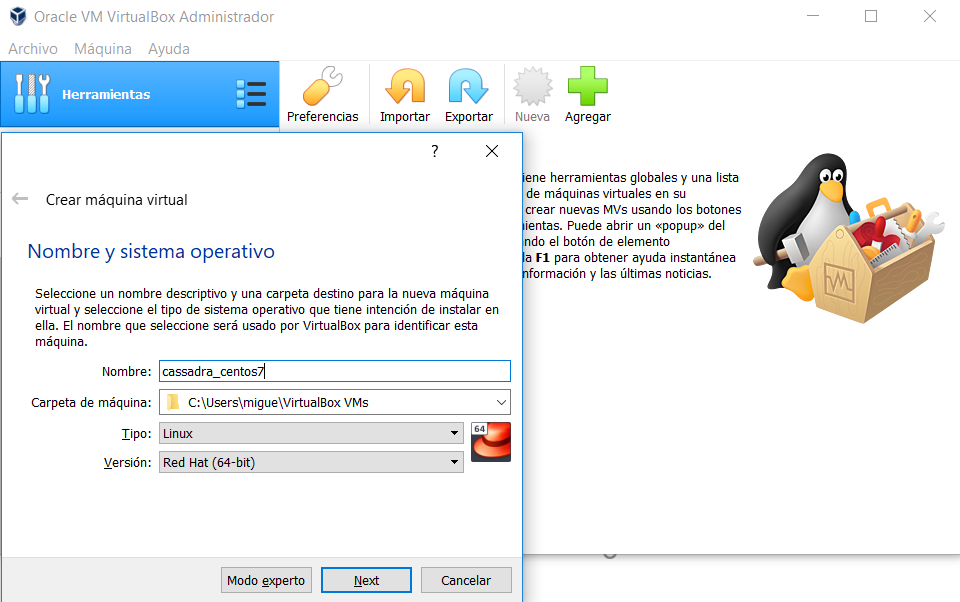 Oracle VM VirtualBox Administrador
Archivo Máquina Ayuda
Herramientas
Preferencias Importar Exportar Nueva Agregar
?
Crear máquina virtual
Nombre y sistema operativo
Seleccione un nombre descriptivo y una carpeta destino para la nueva máquina
virtual y seleccione el tipo de sistema operativo que tiene intención de instalar en
ella. El nombre que seleccione será usado por VirtualBox para identificar esta
máquina.
Nombre: cassadra_centos7
Carpeta de máquina: C:\Users\migue\VirtualBox VMs
Tipo: Linux
64
Versión: Red Hat (64-bit)
Modo experto Next Cancelar
iene herramientas globales y una lista
de máquinas virtuales en su
crear nuevas MVs usando los botones
mientas. Puede abrir un «popup» del
ndo el botón de elemento
la F1 para obtener ayuda instantánea
nformación y las últimas noticias.